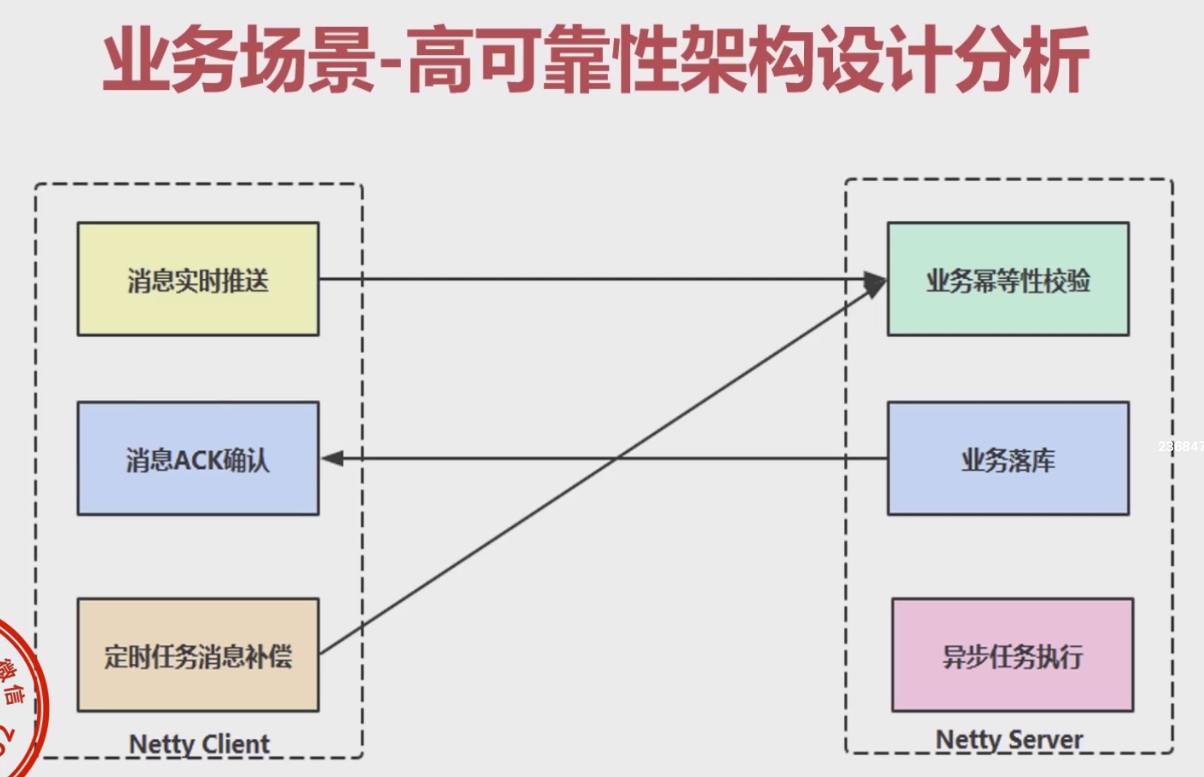 业务场景-高可靠性架构设计分析
消息实时推送
业务幂等性校验
消息ACK确认
业务落库
236847
定时任务消息补偿
异步任务执行
微信
Netty Client
Netty Server